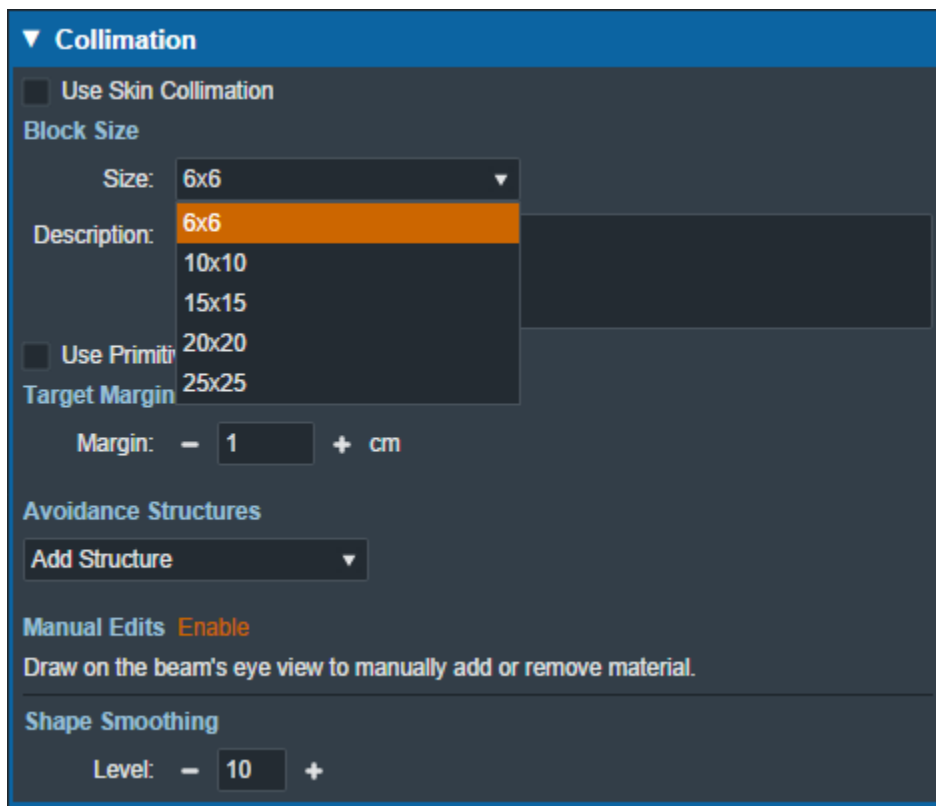 Collimation
Use Skin Collimation
Block Size
Size: 6x6
6x6
Description:
10x10
15x15
20x20
Use
25x25
Target Margin
Margin: 1 cm
Avoidance Structures
Add Structure
Manual Edits Enable
Draw on the beam's eye view to manually add or remove material.
Shape Smoothing
Level: 10